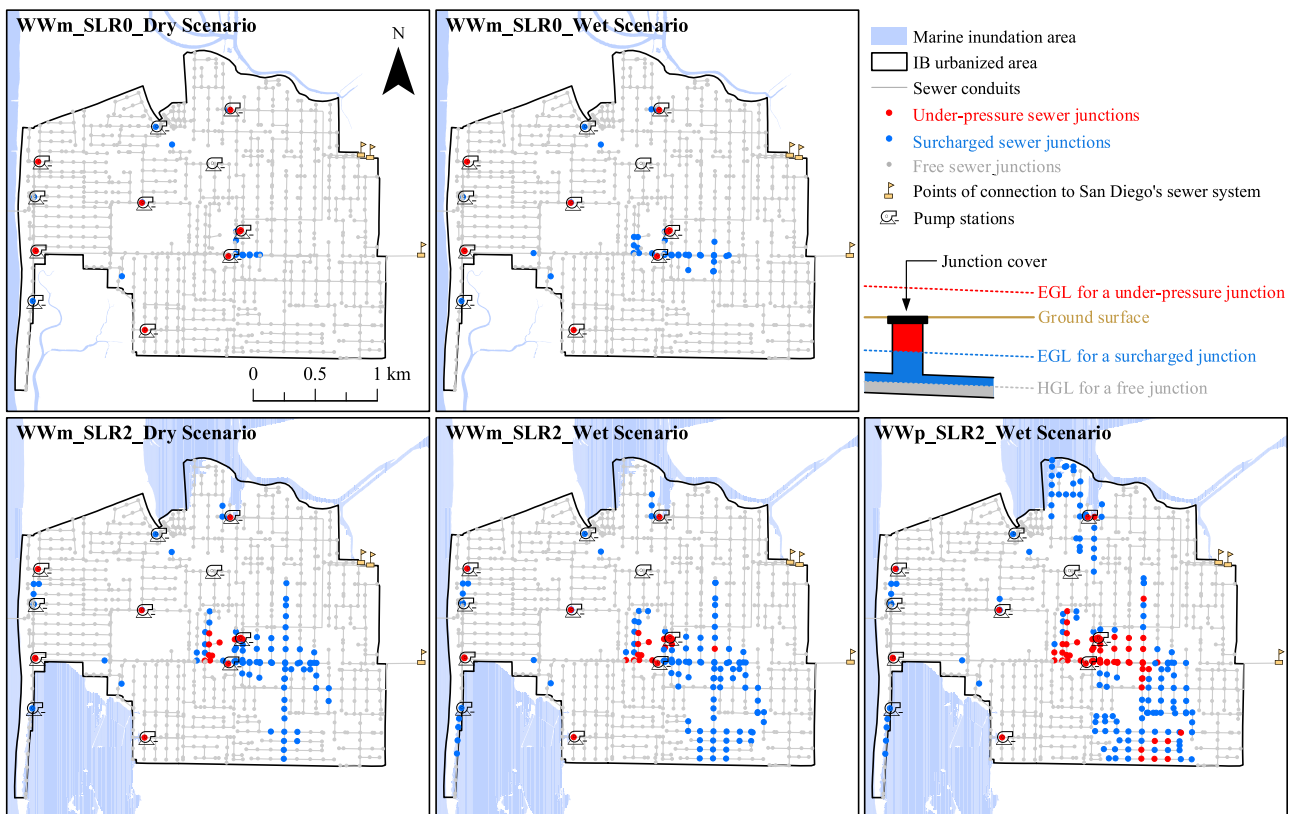 WWm_SLR0_Dry Scenario
N
0 0.5 1 km
WWm_SLR0_Wet Scenario
Marine inundation area
IB urbanized area
Sewer conduits
Under-pressure sewer junctions
Surcharged sewer junctions
Free sewer junctions
Points of connection to San Diego's sewer system
Pump stations
Junction cover
EGL for a under-pressure junction
Ground surface
EGL for a surcharged junction
HGL for a free junction
WWm_SLR2_Dry Scenario
WWm_SLR2_Wet Scenario
WWp_SLR2_Wet Scenario